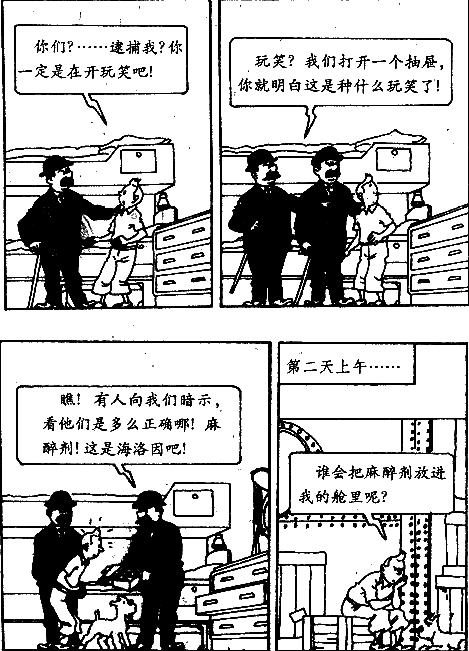 你们?……逮捕我?你
一定是在开玩笑吧!
玩笑?我们打开一个抽屉,
你就明白这是种什么玩笑了!
瞧!有人向我们暗示,
看他们是多么正确哪!麻
醉剂!这是海洛因吧!
第二天上午……
谁会把麻醉剂放进
我的舱里呢?